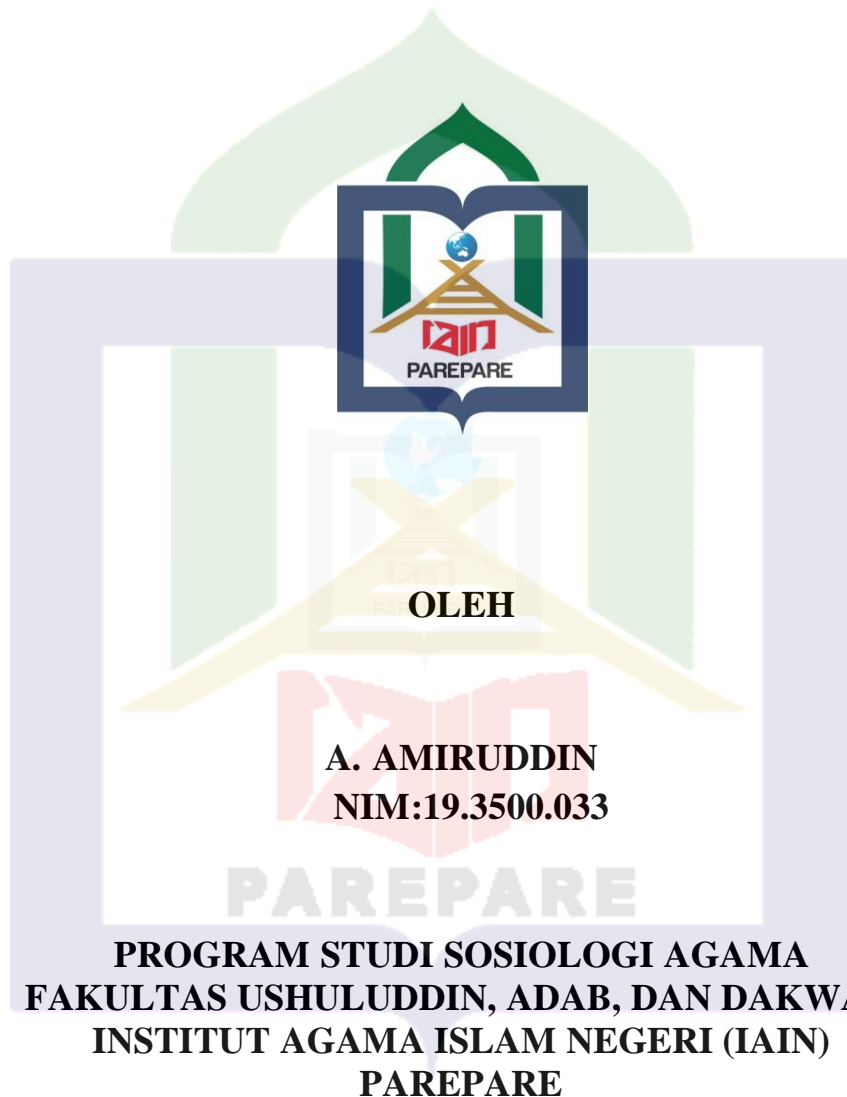 IAIN
PAREPARE
OLEH
A. AMIRUDDIN
NIM:19.3500.033
PAREPARE
PROGRAM STUDI SOSIOLOGI AGAMA
FAKULTAS USHULUDDIN, ADAB, DAN DAKWA
INSTITUT AGAMA ISLAM NEGERI (IAIN)
PAREPARE